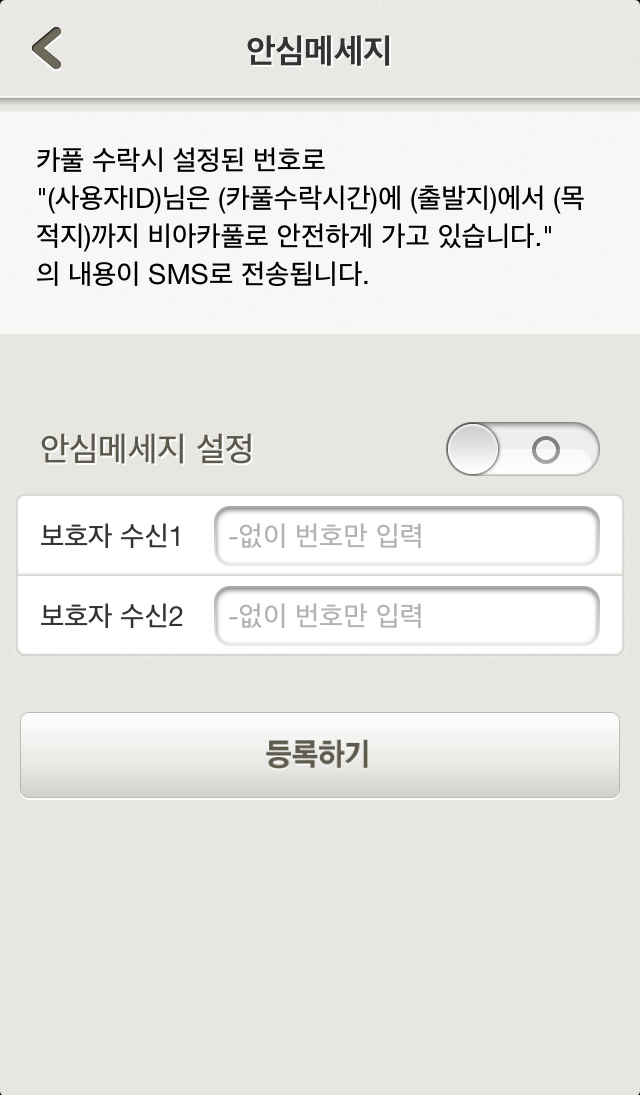 안심메세지
카풀 수락시 설정된 번호로
"(사용자ID)님은 (카풀수락시간)에 (출발지)에서 (목
적지)까지 비아카풀로 안전하게 가고 있습니다."
의 내용이 SMS로 전송됩니다.
안심메세지 설정
보호자 수신1
-없이 번호만 입력
보호자 수신2
-없이 번호만 입력
등록하기